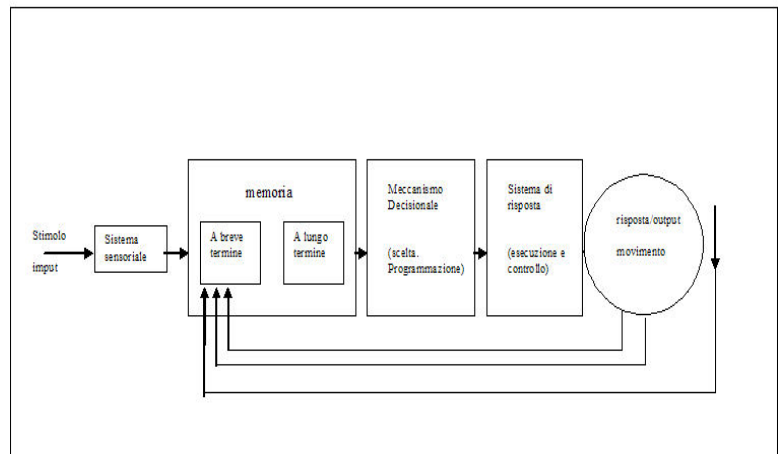 Stimolo
imput
Sistema
sensoriale
memoria
A breve
termine
A lungo
termine
Meccanismo
Decisionale
(scelta.
Programmazione)
Sistema di
risposta
(esecuzione e
controllo)
risposta/output
movimento